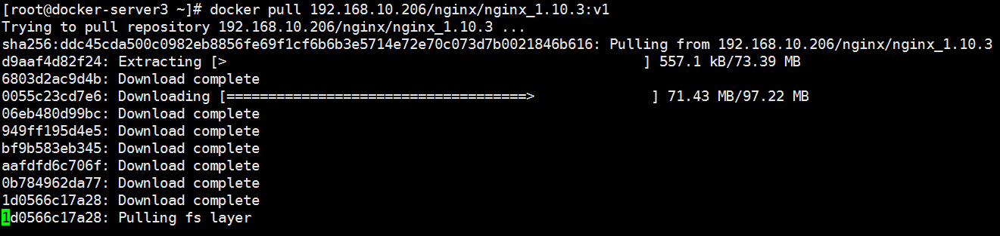 [root@docker-server3 ~]# docker pull 192.168.10.206/nginx/nginx_1.10.3:v1
Trying to pull repository 192.168.10.206/nginx/nginx_1.10.3 ...
sha256:ddc45cda500c0982eb8856fe69f1cf6b6b3e5714e72e70c073d7b0021846b616: Pulling from 192.168.10.206/nginx/nginx_1.10.3
d9aaf4d82f24: Extracting [>                                                  ] 557.1 kB/73.39 MB
6803d2ac9d4b: Download complete
0055c23cd7e6: Downloading [====================================>              ] 71.43 MB/97.22 MB
06eb480d99bc: Download complete
949ff195d4e5: Download complete
bf9b583eb345: Download complete
aafdfd6c706f: Download complete
0b784962da77: Download complete
1d0566c17a28: Download complete
1d0566c17a28: Pulling fs layer